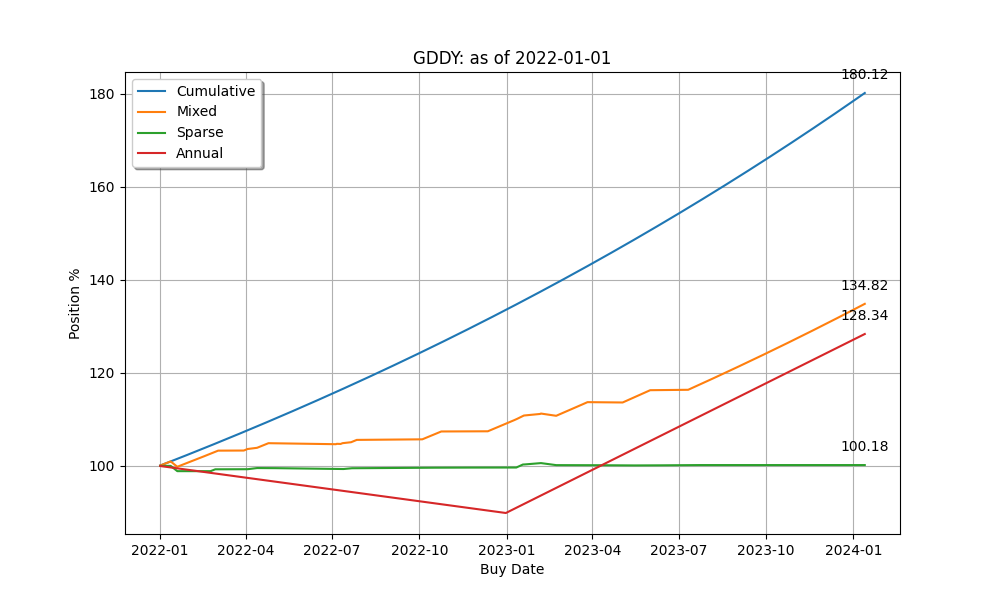 GDDY: as of 2022-01-01
Cumulative
Mixed
Sparse
Annual
180.12
134.82
128.34
100.18
Position %
180
160
140
120
100
2022-01 2022-04 2022-07 2022-10 2023-01 2023-04 2023-07 2023-10 2024-01
Buy Date